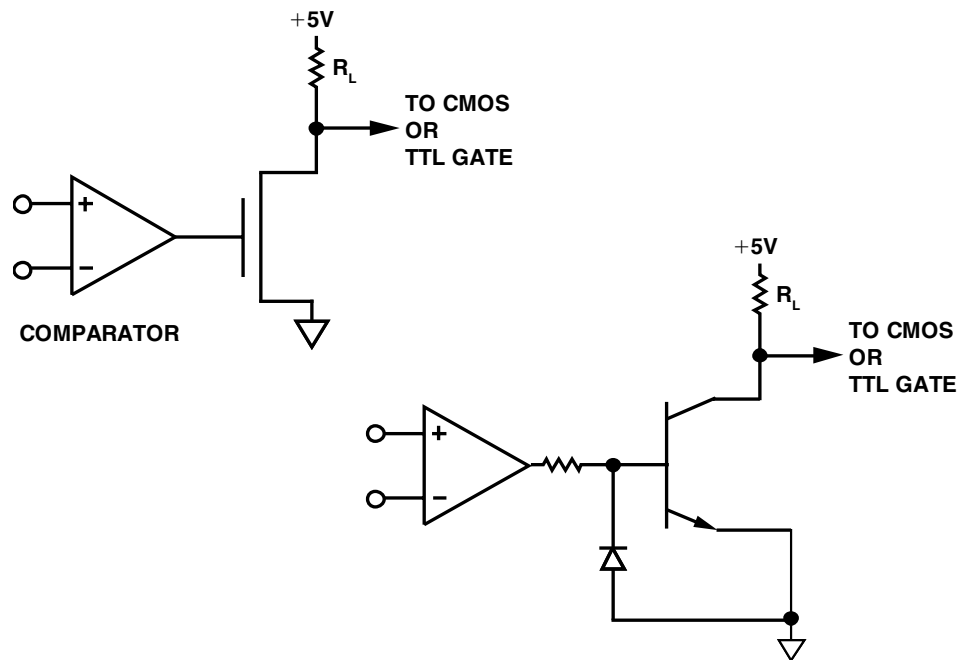 +5V
R_L
TO CMOS
OR
TTL GATE
+
−
COMPARATOR
+5V
R_L
TO CMOS
OR
TTL GATE
+
−